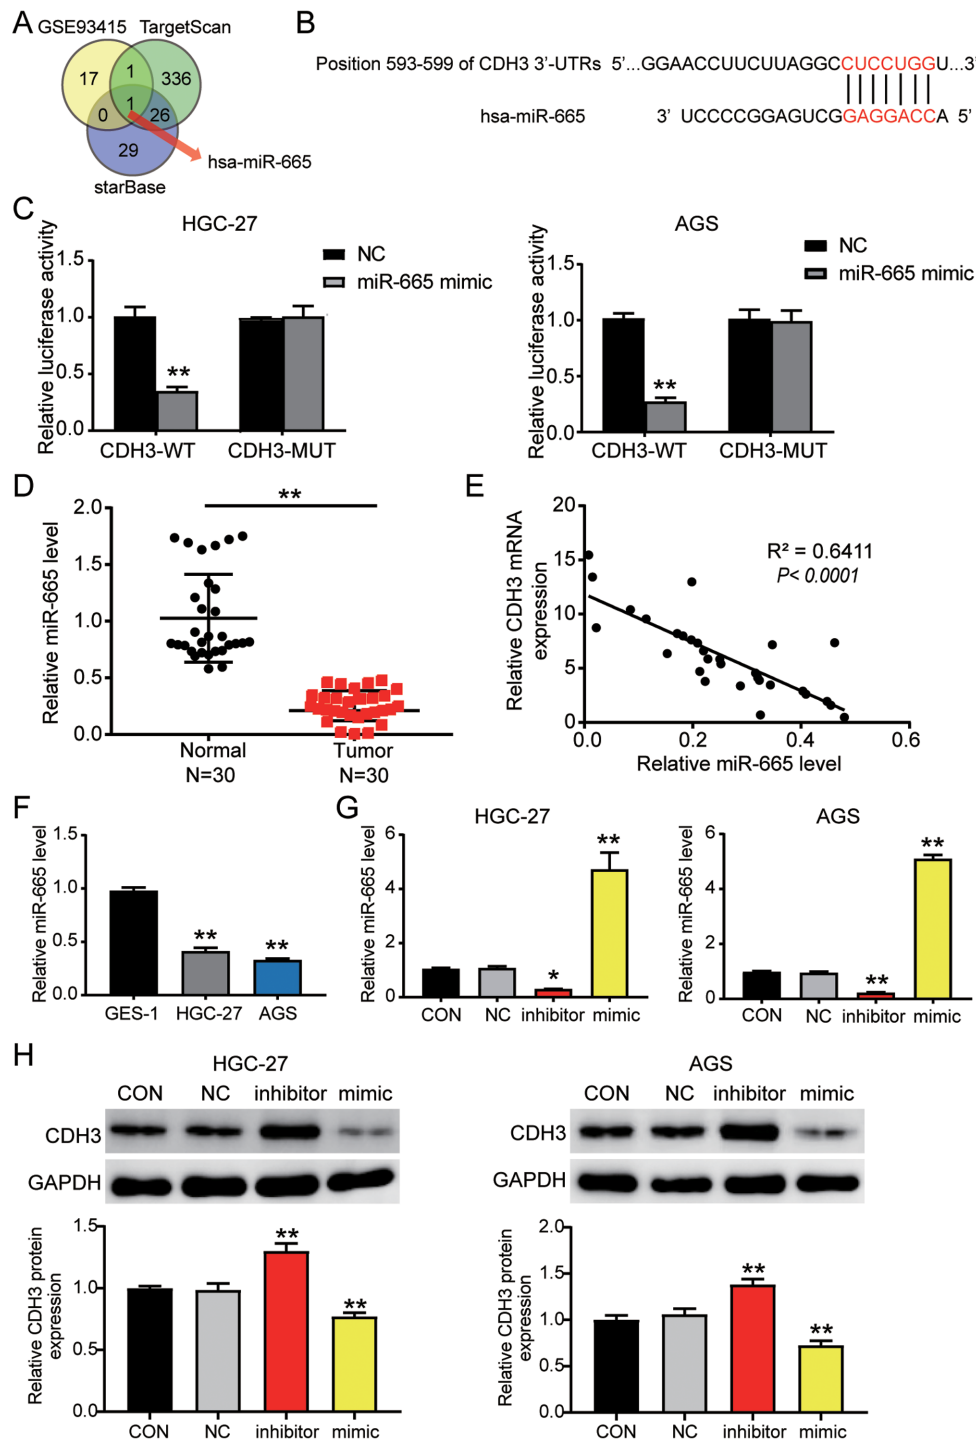 A
GSE93415 TargetScan
17 1 336
0 1 26
29
hsa-miR-665
starBase
B
Position 593-599 of CDH3 3'-UTRs 5'...GGAACCUUCUUAGGCCUCCUGGU...3'
hsa-miR-665 3' UCCCCGGAGUCGGAGGACCA 5'
C
HGC-27
NC
miR-665 mimic
Relative luciferase activity
1.5
1.0
0.5
0.0
CDH3-WT CDH3-MUT
AGS
NC
miR-665 mimic
Relative luciferase activity
1.5
1.0
0.5
0.0
**
**
CDH3-WT CDH3-MUT
D
Relative miR-665 level
2.0
1.5
1.0
0.5
0.0
**
Normal Tumor
N=30 N=30
E
Relative CDH3 mRNA
expression
20
15
10
5
0
R² = 0.6411
P< 0.0001
0.0 0.2 0.4 0.6
Relative miR-665 level
F
Relative miR-665 level
1.5
1.0
0.5
0.0
** **
GES-1 HGC-27 AGS
G
HGC-27
Relative miR-665 level
6
4
2
0
* **
CON NC inhibitor mimic
AGS
Relative miR-665 level
6
4
2
0
** **
CON NC inhibitor mimic
H
HGC-27
CON NC inhibitor mimic
CDH3
GAPDH
Relative CDH3 protein
expression
1.5
1.0
0.5
0.0
** **
CON NC inhibitor mimic
AGS
CON NC inhibitor mimic
CDH3
GAPDH
Relative CDH3 protein
expression
2.0
1.5
1.0
0.5
0.0
** **
CON NC inhibitor mimic